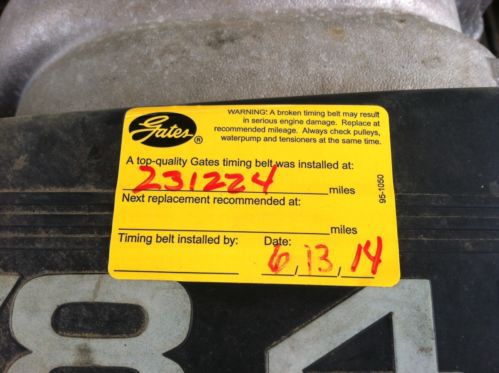 WARNING: A broken timing belt may result
in serious engine damage. Replace at
recommended mileage. Always check pulleys,
waterpump and tensioners at the same time.
Gates®
A top-quality Gates timing belt was installed at:
231224 miles
Next replacement recommended at:
miles
Timing belt installed by: Date:
6, 13, 14
95-1050
8 4